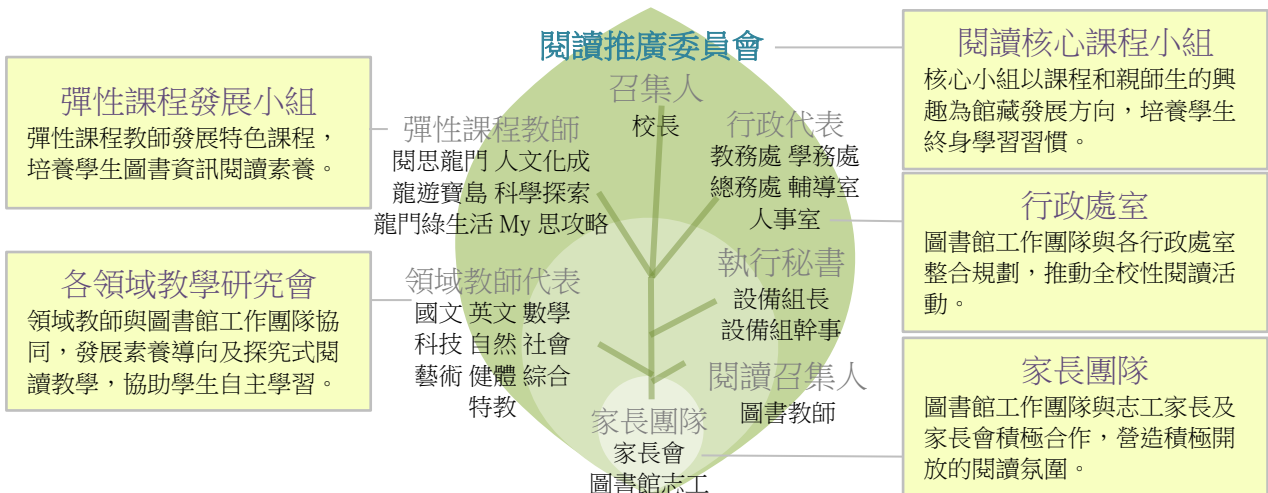 閱讀推廣委員會
召集人
校長
彈性課程教師
閱思龍門 人文化成
龍遊寶島 科學探索
龍門綠生活 My 思攻略
行政代表
教務處 學務處
總務處 輔導室
人事室
領域教師代表
國文 英文 數學
科技 自然 社會
藝術 健體 綜合
特教
執行秘書
設備組長
設備組幹事
閱讀召集人
圖書教師
家長團隊
家長會
圖書館志工
彈性課程發展小組
彈性課程教師發展特色課程，
培養學生圖書資訊閱讀素養。
各領域教學研究會
領域教師與圖書館工作團隊協
同，發展素養導向及探究式閱
讀教學，協助學生自主學習。
閱讀核心課程小組
核心小組以課程和親師生的興
趣為館藏發展方向，培養學生
終身學習習慣。
行政處室
圖書館工作團隊與各行政處室
整合規劃，推動全校性閱讀活
動。
家長團隊
圖書館工作團隊與志工家長及
家長會積極合作，營造積極開
放的閱讀氛圍。